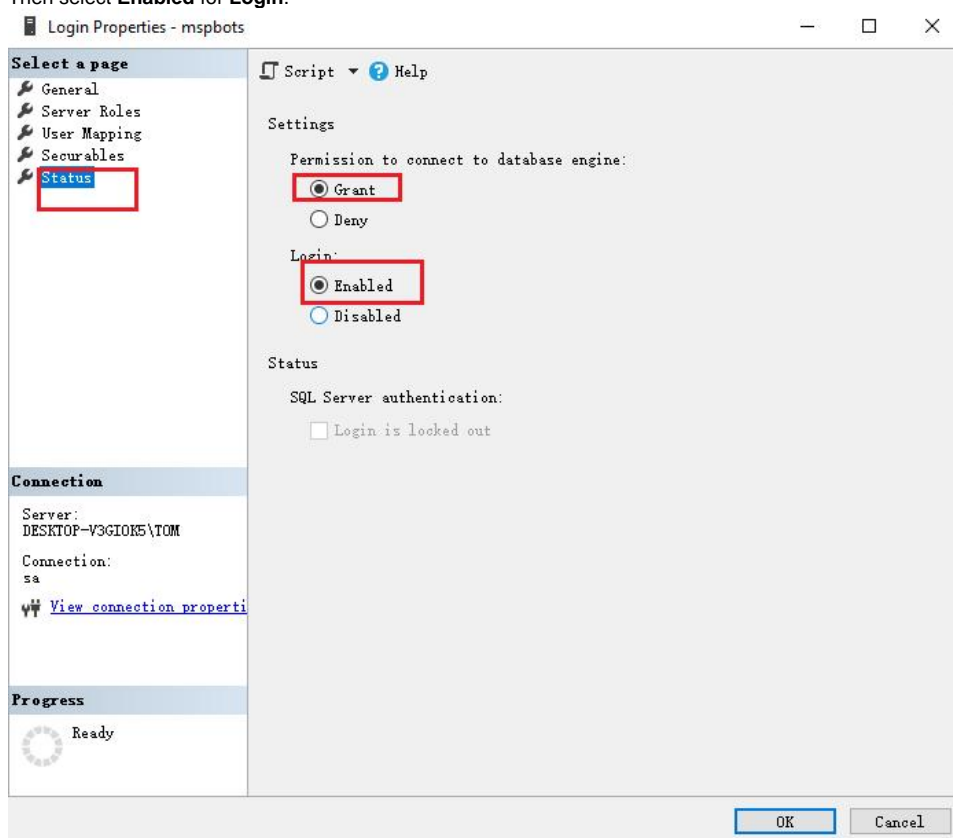 Then select Enabled for Login.
Login Properties - mspbots
Select a page
General
Server Roles
User Mapping
Securables
Status
Script Help
Settings
Permission to connect to database engine:
Grant
Deny
Login:
Enabled
Disabled
Status
SQL Server authentication:
Login is locked out
Connection
Server:
DESKTOP-V3GIOK5\TOM
Connection:
sa
View connection properti
Progress
Ready
OK Cancel